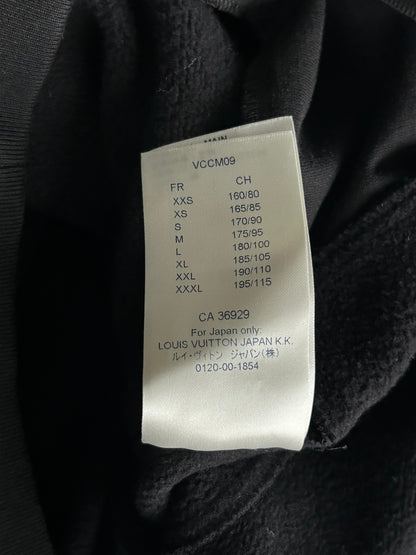 MAIN
VCCM09
FR CH
XXS 160/80
XS 165/85
S 170/90
M 175/95
L 180/100
XL 185/105
XXL 190/110
XXXL 195/115
CA 36929
For Japan only:
LOUIS VUITTON JAPAN K.K.
ルイ・ヴィトン ジャパン(株)
0120-00-1854